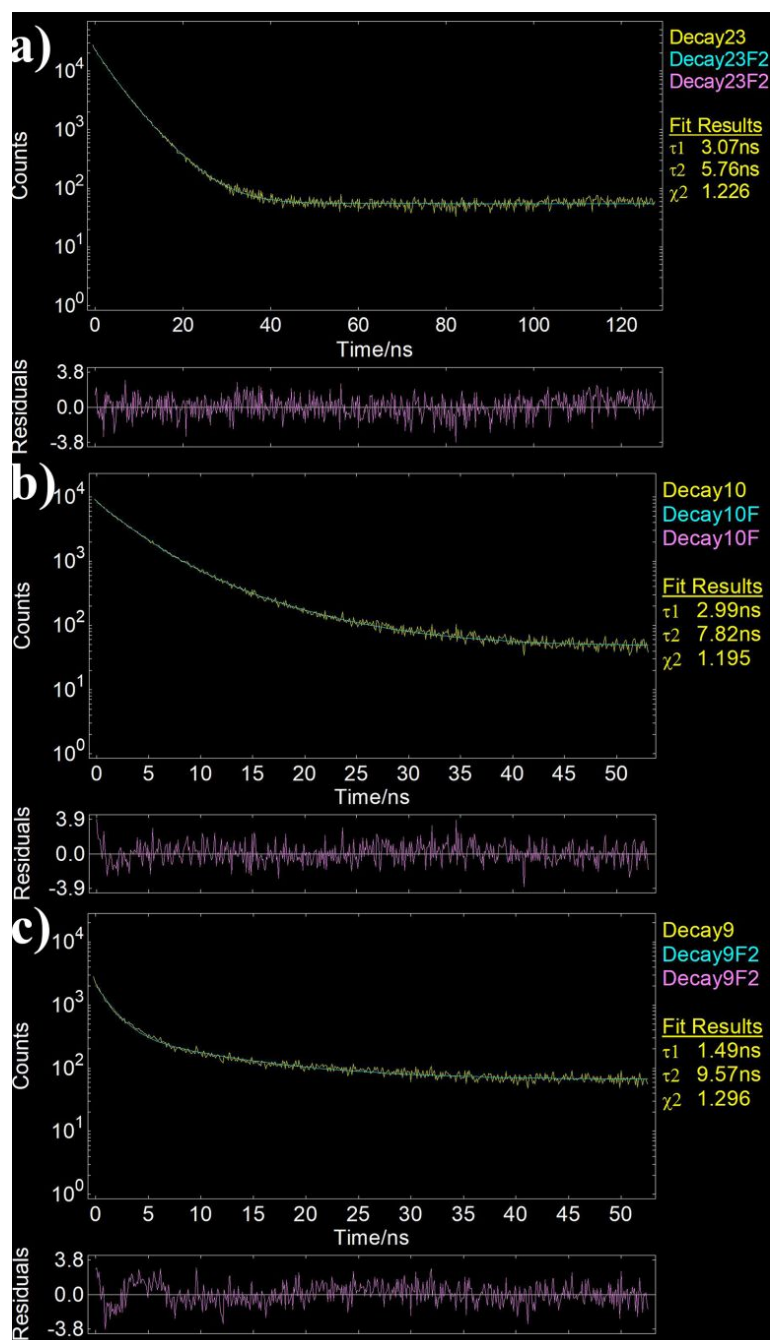 a)
Decay23
Decay23F2
Decay23F2
Fit Results
τ1 3.07ns
τ2 5.76ns
χ2 1.226
Counts
10⁴
10³
10²
10¹
10⁰
0 20 40 60 80 100 120
Time/ns
Residuals
3.8
0.0
-3.8
b)
Decay10
Decay10F
Decay10F
Fit Results
τ1 2.99ns
τ2 7.82ns
χ2 1.195
Counts
10⁴
10³
10²
10¹
10⁰
0 5 10 15 20 25 30 35 40 45 50
Time/ns
Residuals
3.9
0.0
-3.9
c)
Decay9
Decay9F2
Decay9F2
Fit Results
τ1 1.49ns
τ2 9.57ns
χ2 1.296
Counts
10⁴
10³
10²
10¹
10⁰
0 5 10 15 20 25 30 35 40 45 50
Time/ns
Residuals
3.8
0.0
-3.8